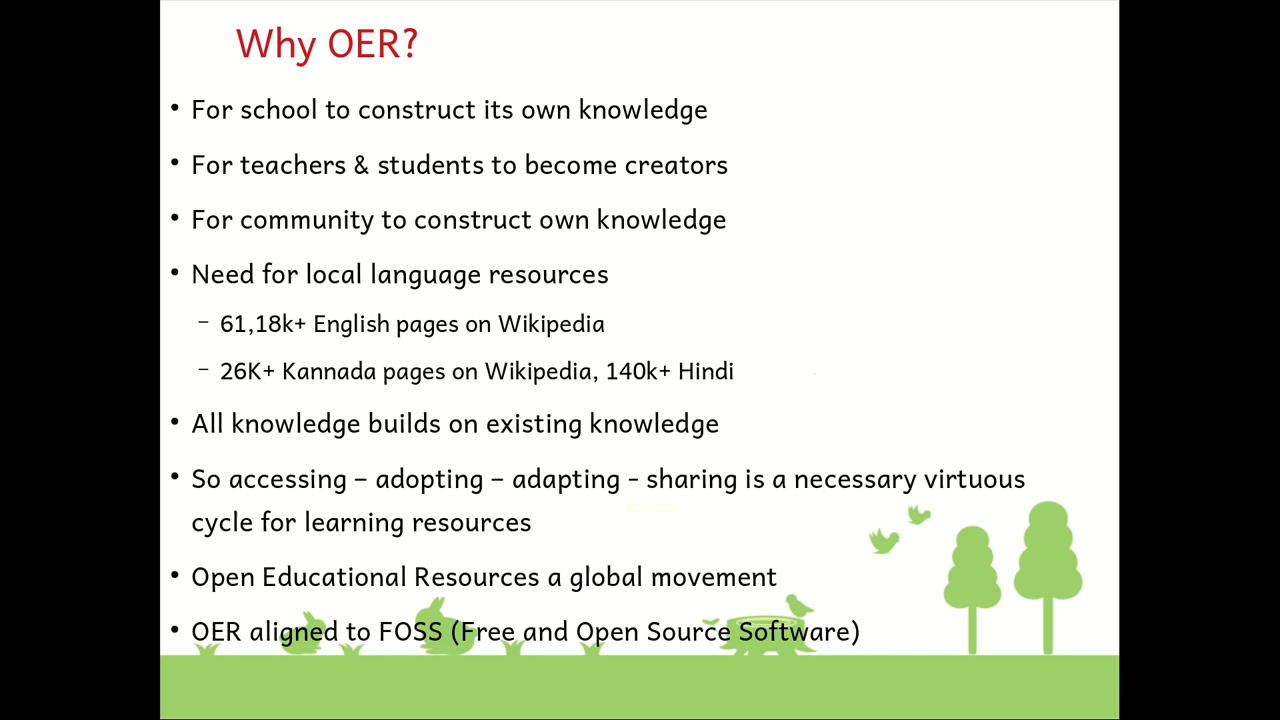 Why OER?
• For school to construct its own knowledge
• For teachers & students to become creators
• For community to construct own knowledge
• Need for local language resources
– 61,18k+ English pages on Wikipedia
– 26K+ Kannada pages on Wikipedia, 140k+ Hindi
• All knowledge builds on existing knowledge
• So accessing – adopting – adapting - sharing is a necessary virtuous
cycle for learning resources
• Open Educational Resources a global movement
• OER aligned to FOSS (Free and Open Source Software)